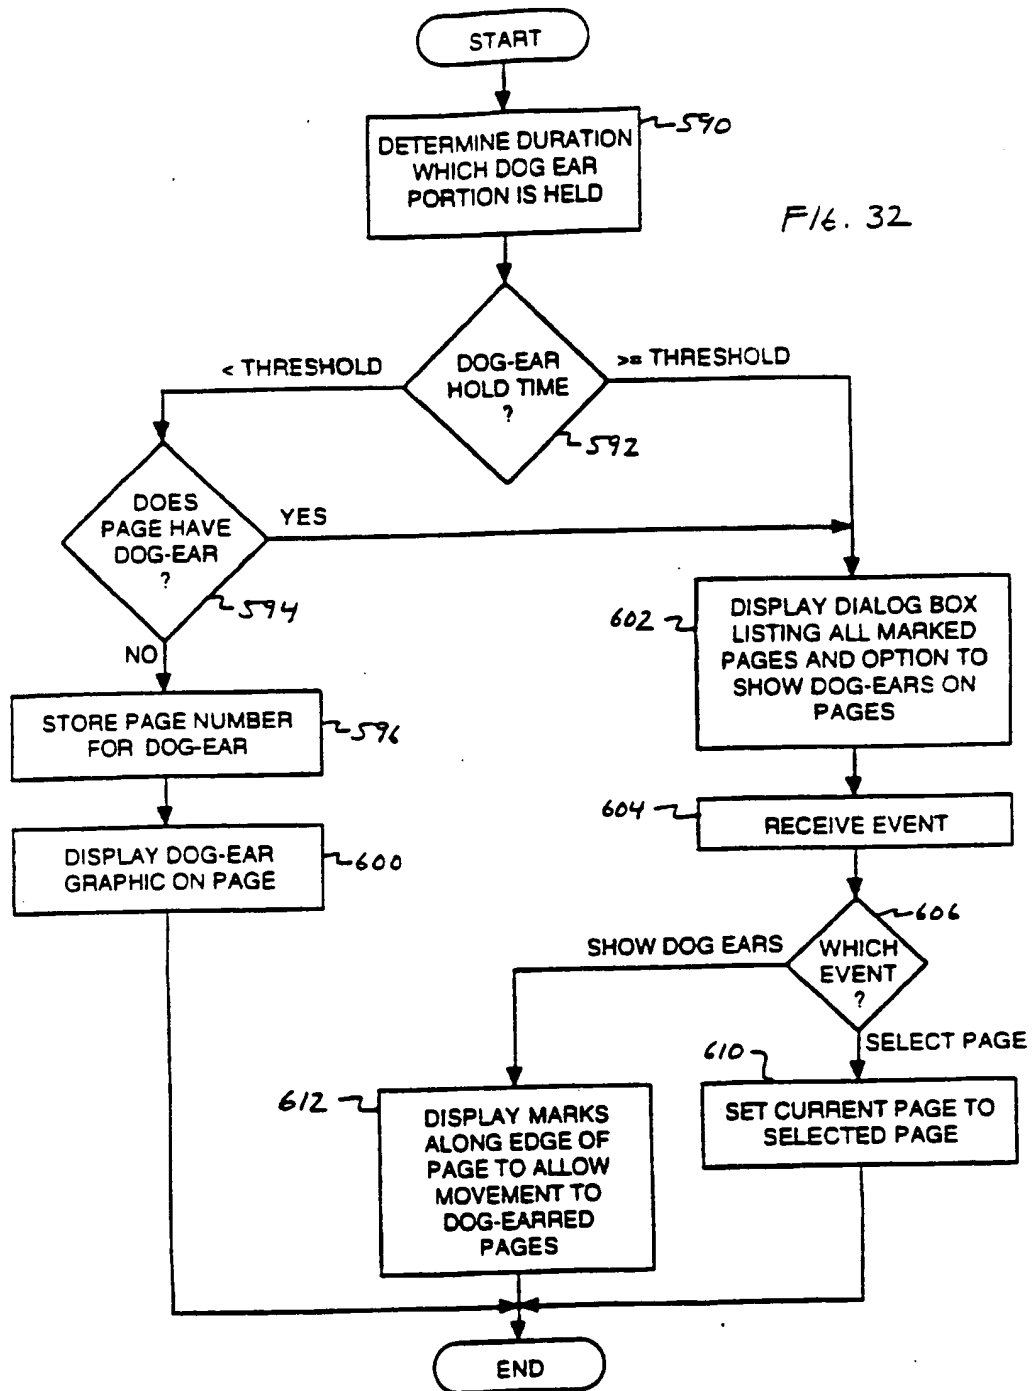 START
DETERMINE DURATION
WHICH DOG EAR
PORTION IS HELD
590
FIG. 32
< THRESHOLD
DOG-EAR
HOLD TIME
?
>= THRESHOLD
592
DOES
PAGE HAVE
DOG-EAR
?
YES
594
NO
602
DISPLAY DIALOG BOX
LISTING ALL MARKED
PAGES AND OPTION TO
SHOW DOG-EARS ON
PAGES
STORE PAGE NUMBER
FOR DOG-EAR
596
604
RECEIVE EVENT
DISPLAY DOG-EAR
GRAPHIC ON PAGE
600
606
SHOW DOG EARS
WHICH
EVENT
?
SELECT PAGE
610
SET CURRENT PAGE TO
SELECTED PAGE
612
DISPLAY MARKS
ALONG EDGE OF
PAGE TO ALLOW
MOVEMENT TO
DOG-EARRED
PAGES
END